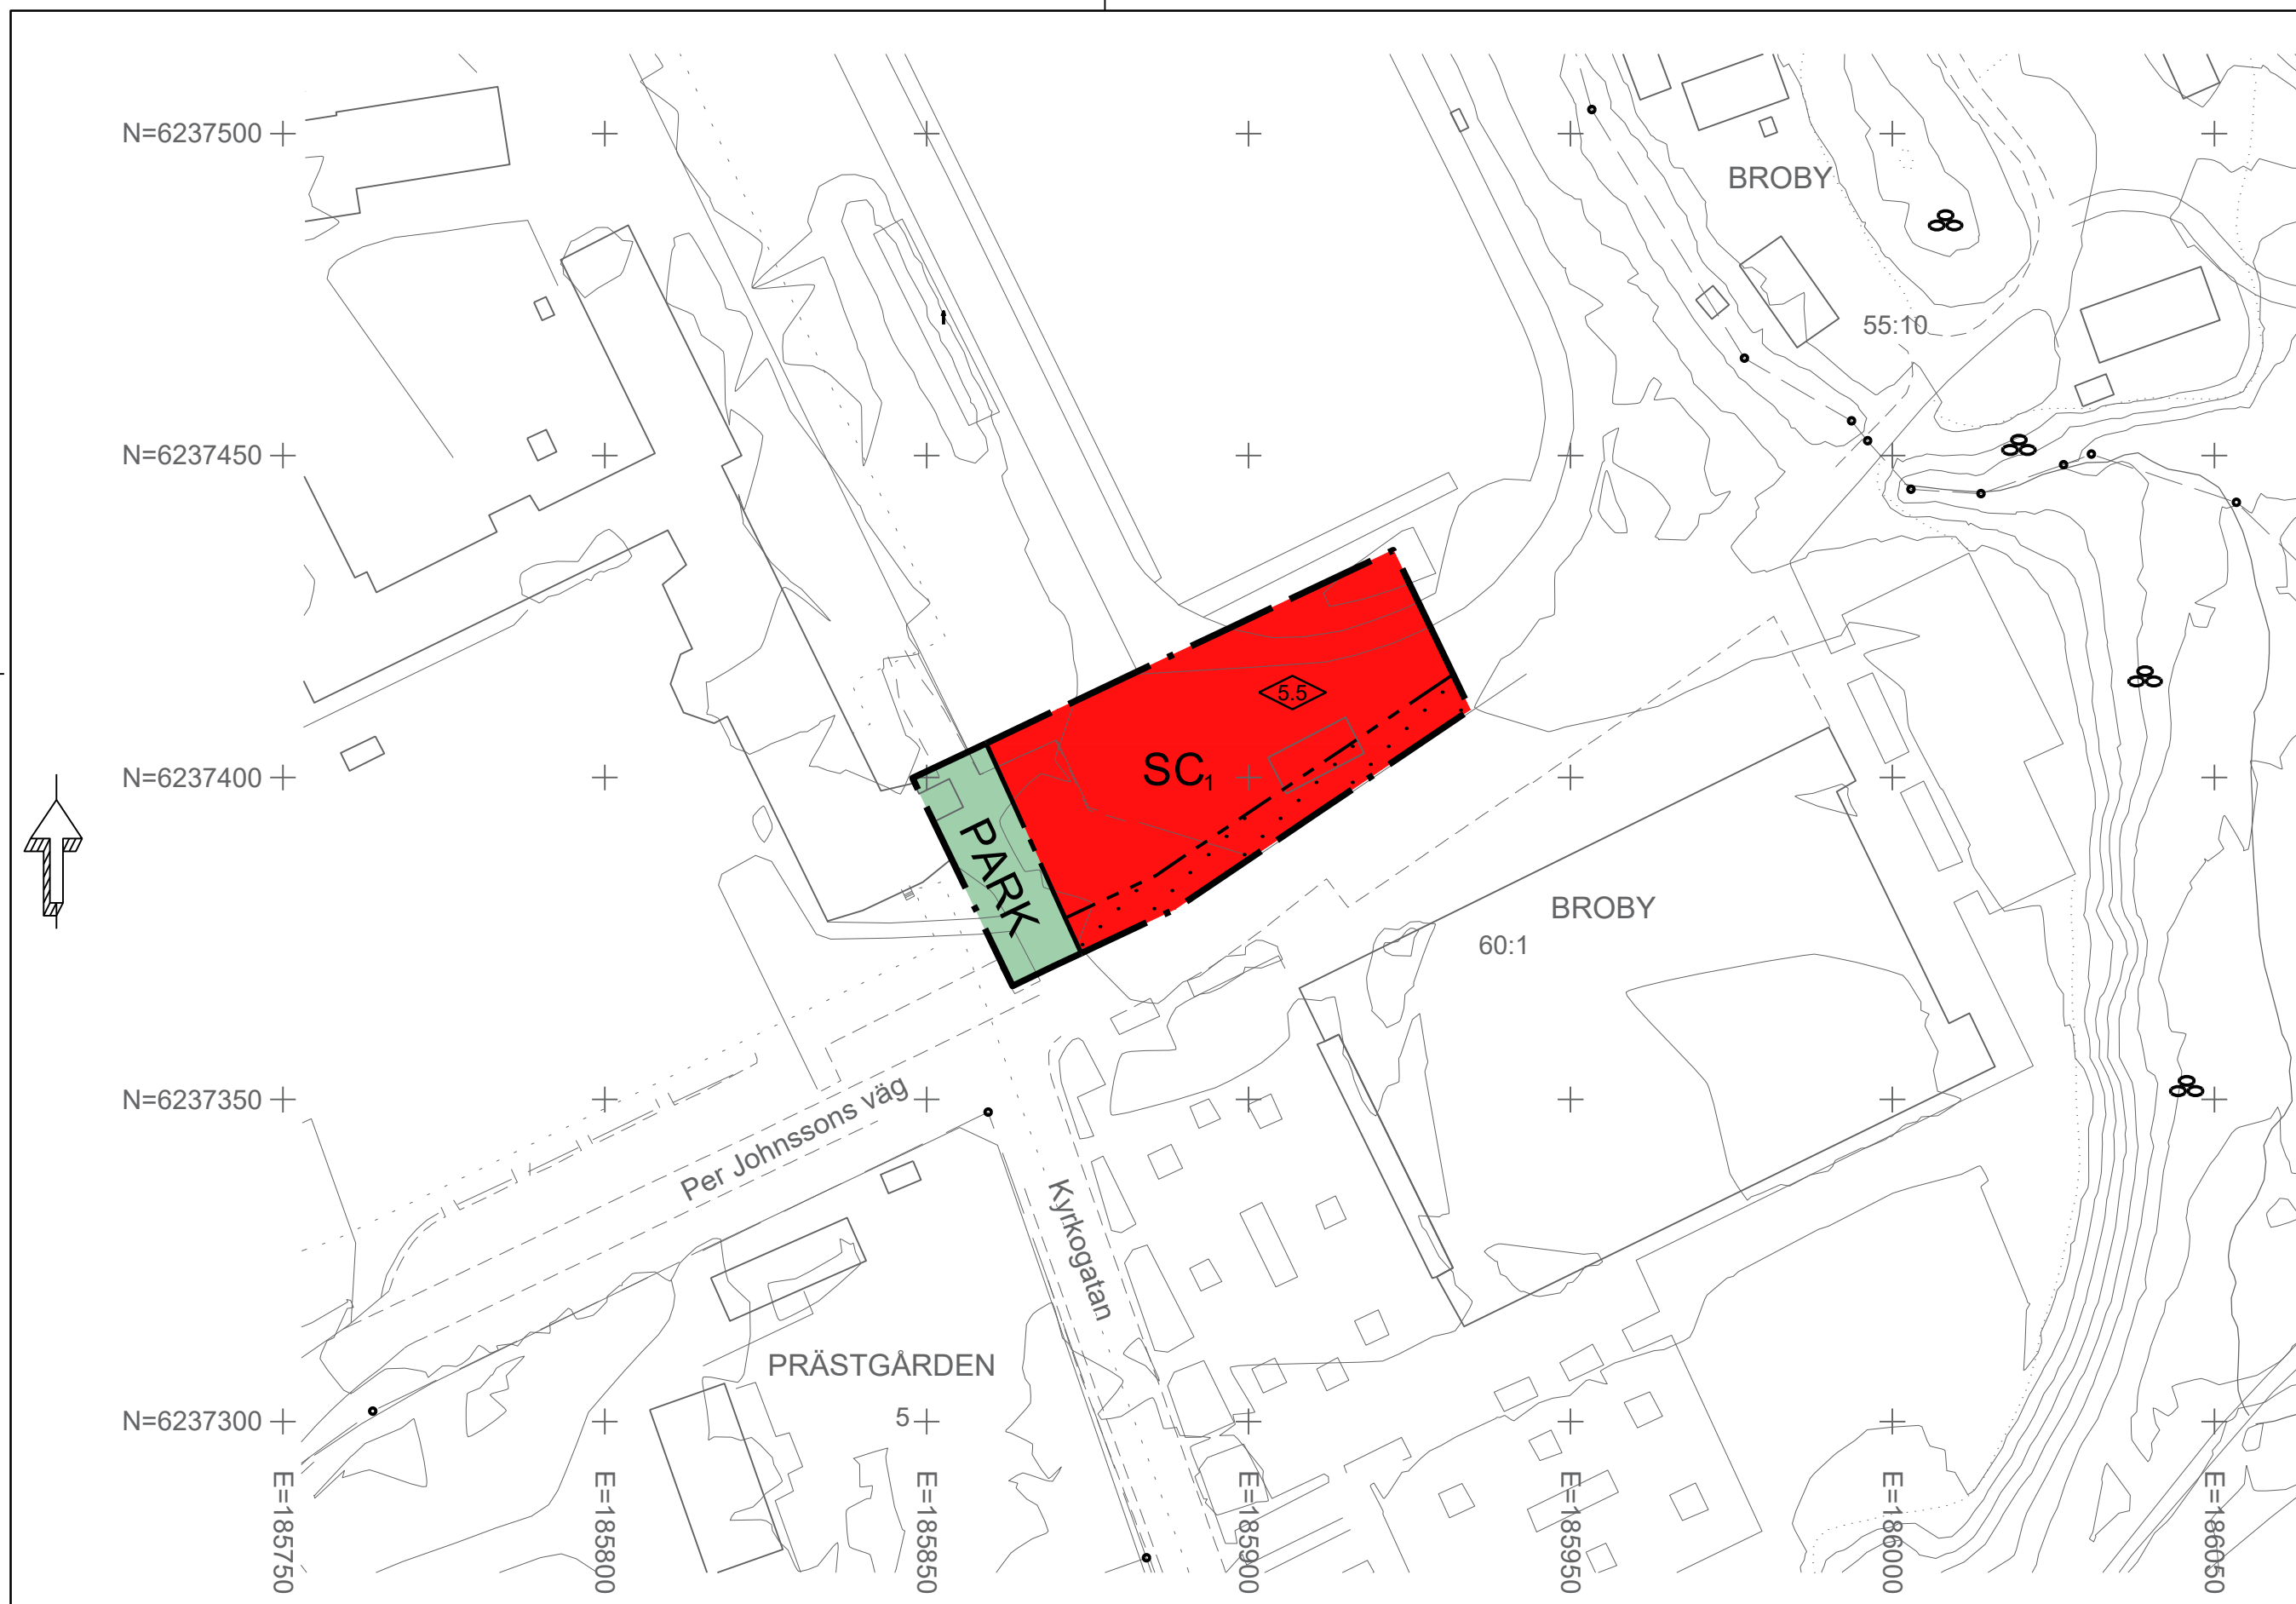 N=6237500
BROBY
55:10
N=6237450
5.5
SC1
N=6237400
PARK
BROBY
60:1
N=6237350
Per Johnssons väg
Kyrkogatan
PRÄSTGÅRDEN
5
N=6237300
E=185750
E=185800
E=185850
E=185900
E=185950
E=186000
E=186050